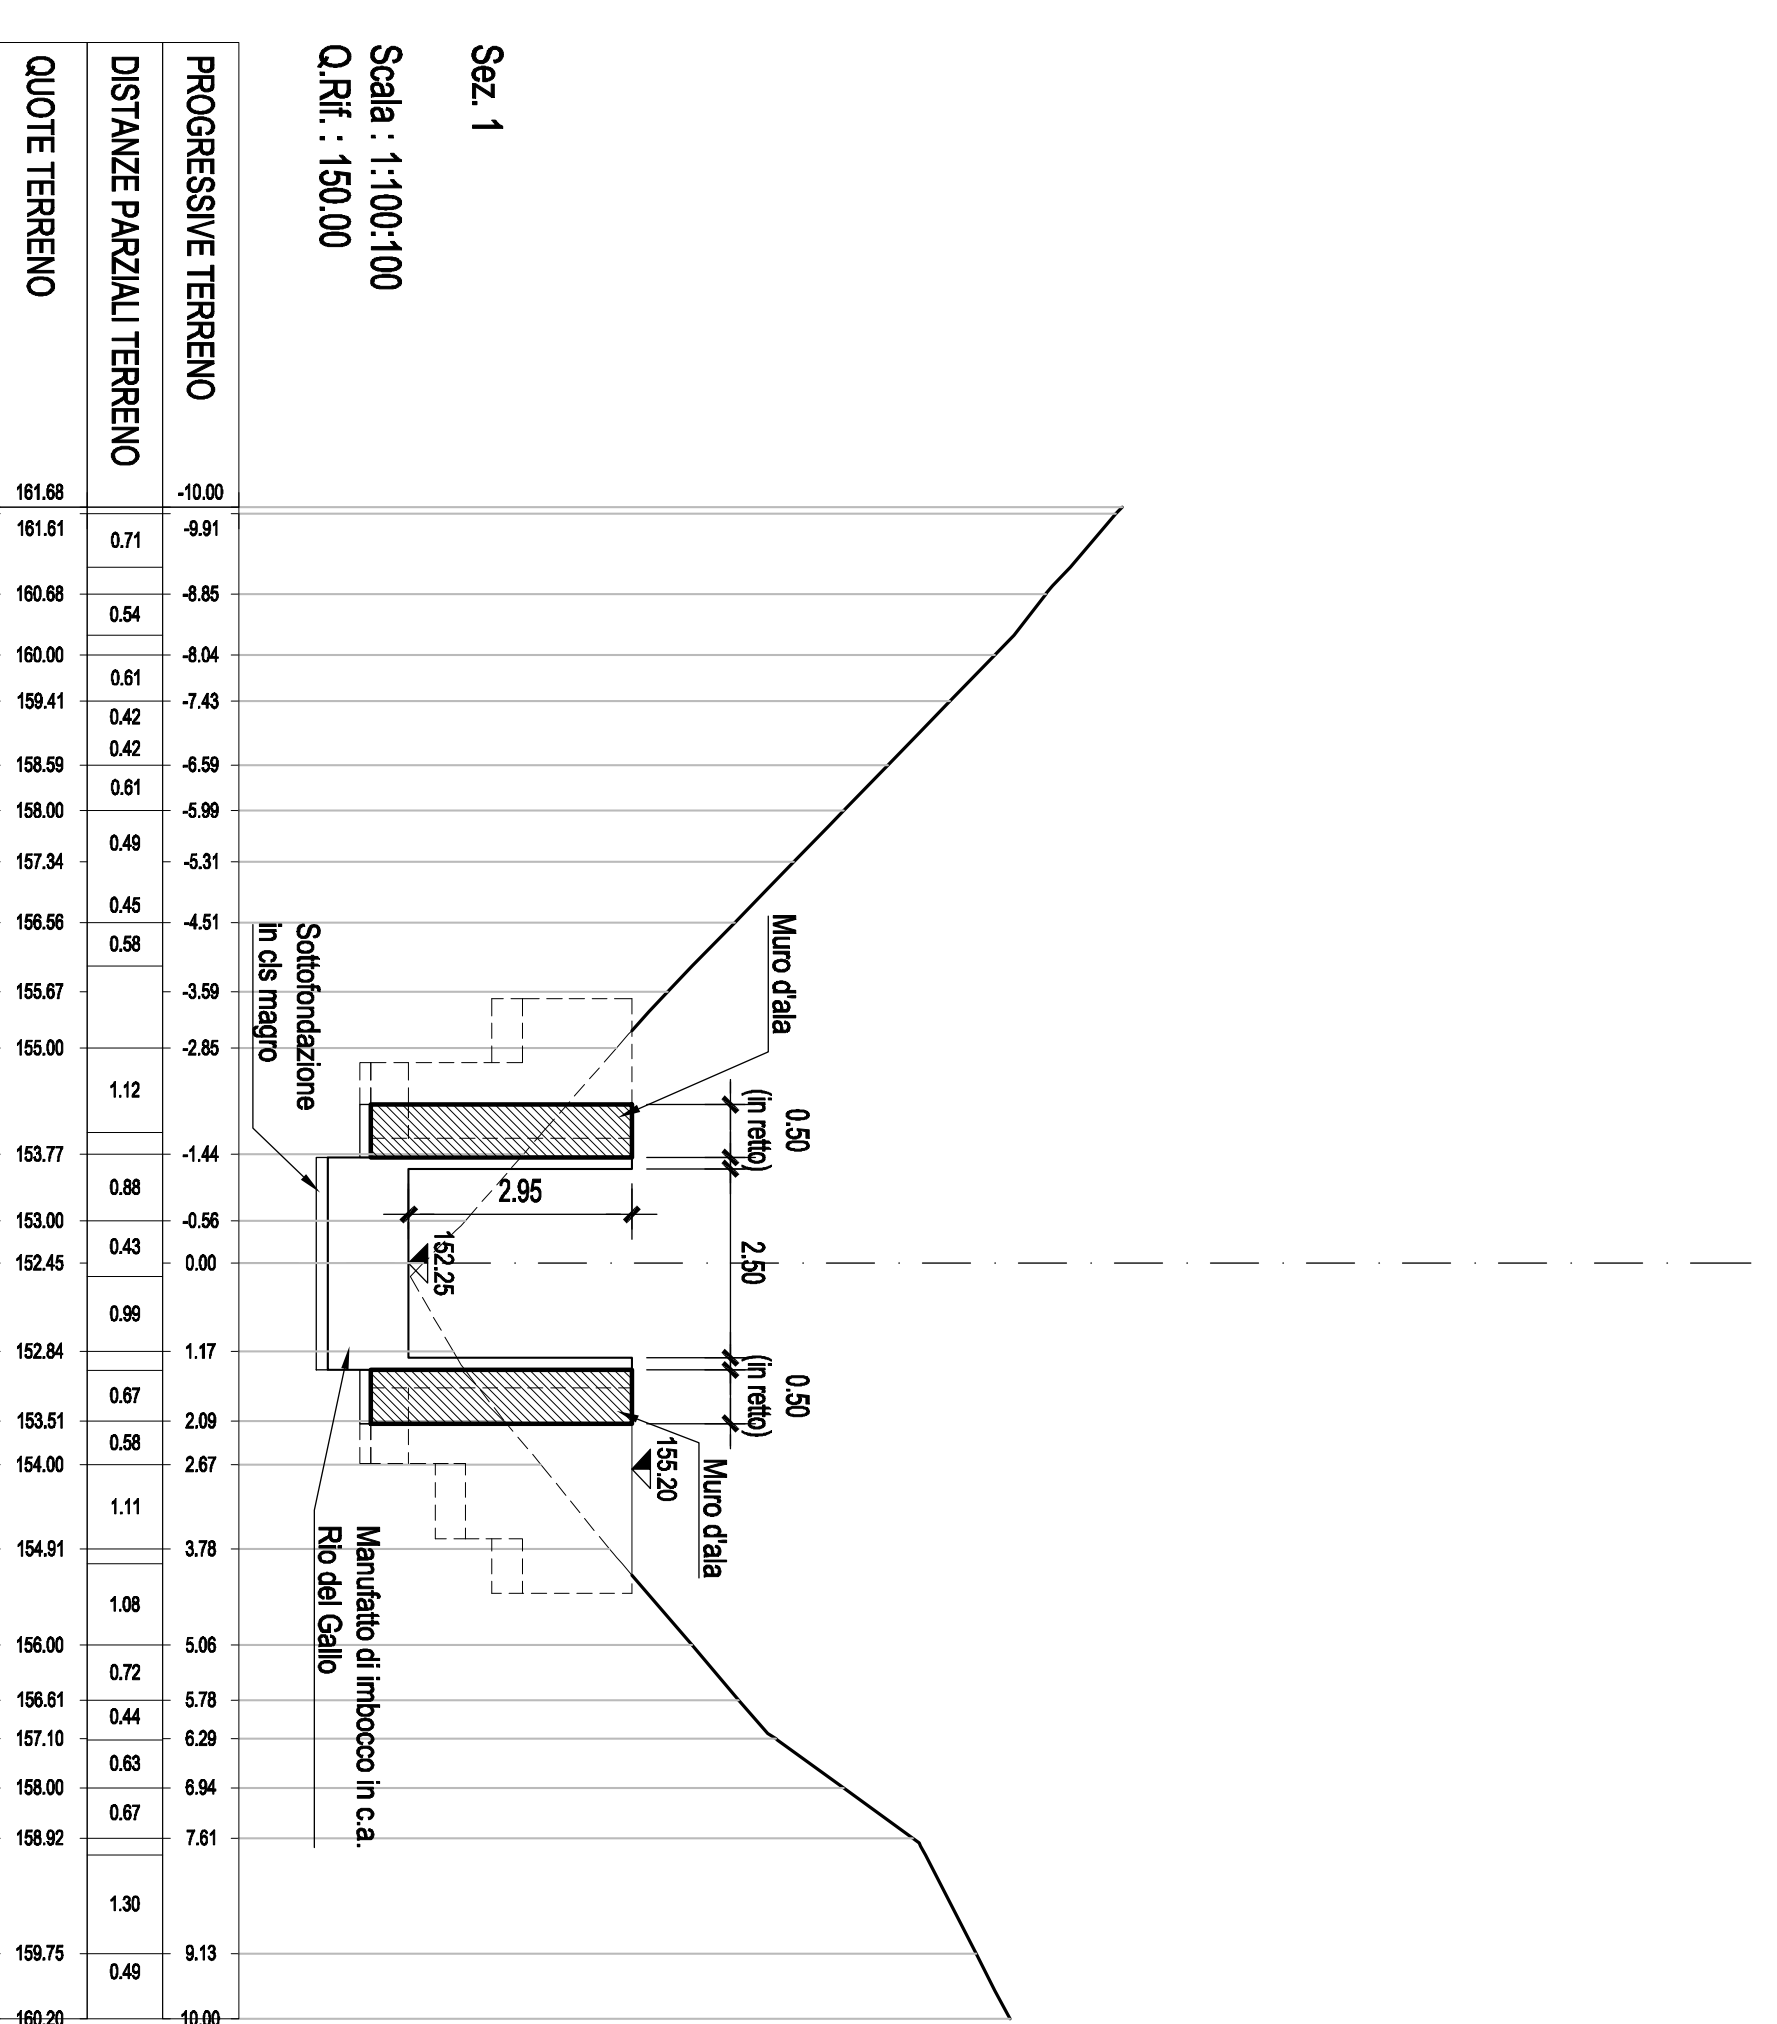 Sez. 1
Scala : 1:100:100
Q.Rif. : 150.00
Muro d'ala
0.50
(in retto)
2.50
0.50
(in retto)
Muro d'ala
155.20
2.95
152.25
Sottofondazione
in cls magro
Manufatto di imbocco in c.a.
Rio del Gallo
PROGRESSIVE TERRENO
-10.00 -9.91 -8.85 -8.04 -7.43 -6.59 -5.99 -5.31 -4.51 -3.59 -2.85 -1.44 -0.56 0.00 1.17 2.09 2.67 3.78 5.06 5.78 6.29 6.94 7.61 9.13 10.00
DISTANZE PARZIALI TERRENO
0.71 0.54 0.61 0.42 0.42 0.61 0.49 0.45 0.58 1.12 0.88 0.43 0.99 0.67 0.58 1.11 1.08 0.72 0.44 0.63 0.67 1.30 0.49
QUOTE TERRENO
161.68 161.61 160.68 160.00 159.41 158.59 158.00 157.34 156.56 155.67 155.00 153.77 153.00 152.45 152.84 153.51 154.00 154.91 156.00 156.61 157.10 158.00 158.92 159.75 160.20